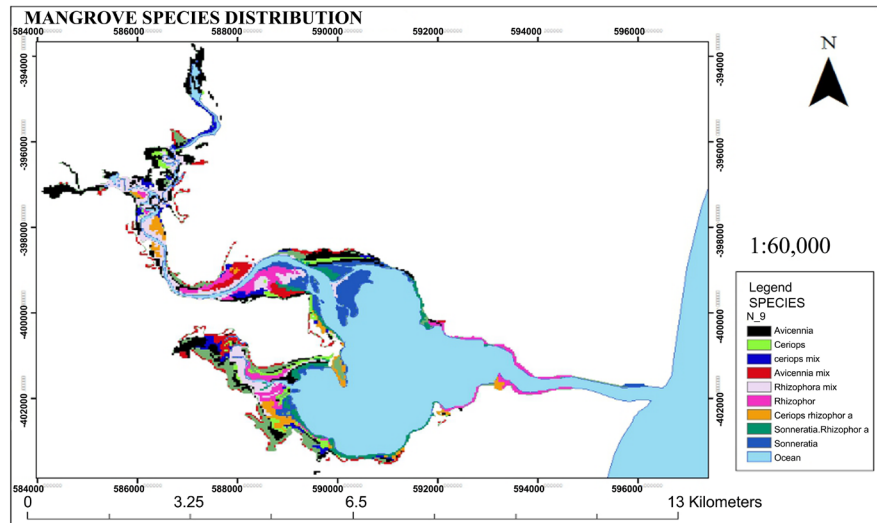 MANGROVE SPECIES DISTRIBUTION
584000 586000 588000 590000 592000 594000 596000
-394000 -394000
-396000 -396000
-398000 -398000
-400000 -400000
-402000 -402000
N
1:60,000
Legend
SPECIES
N_9
Avicennia
Ceriops
ceriops mix
Avicennia mix
Rhizophora mix
Rhizophor
Ceriops rhizophor a
Sonneratia.Rhizophor a
Sonneratia
Ocean
584000 586000 588000 590000 592000 594000 596000
0 3.25 6.5 13 Kilometers